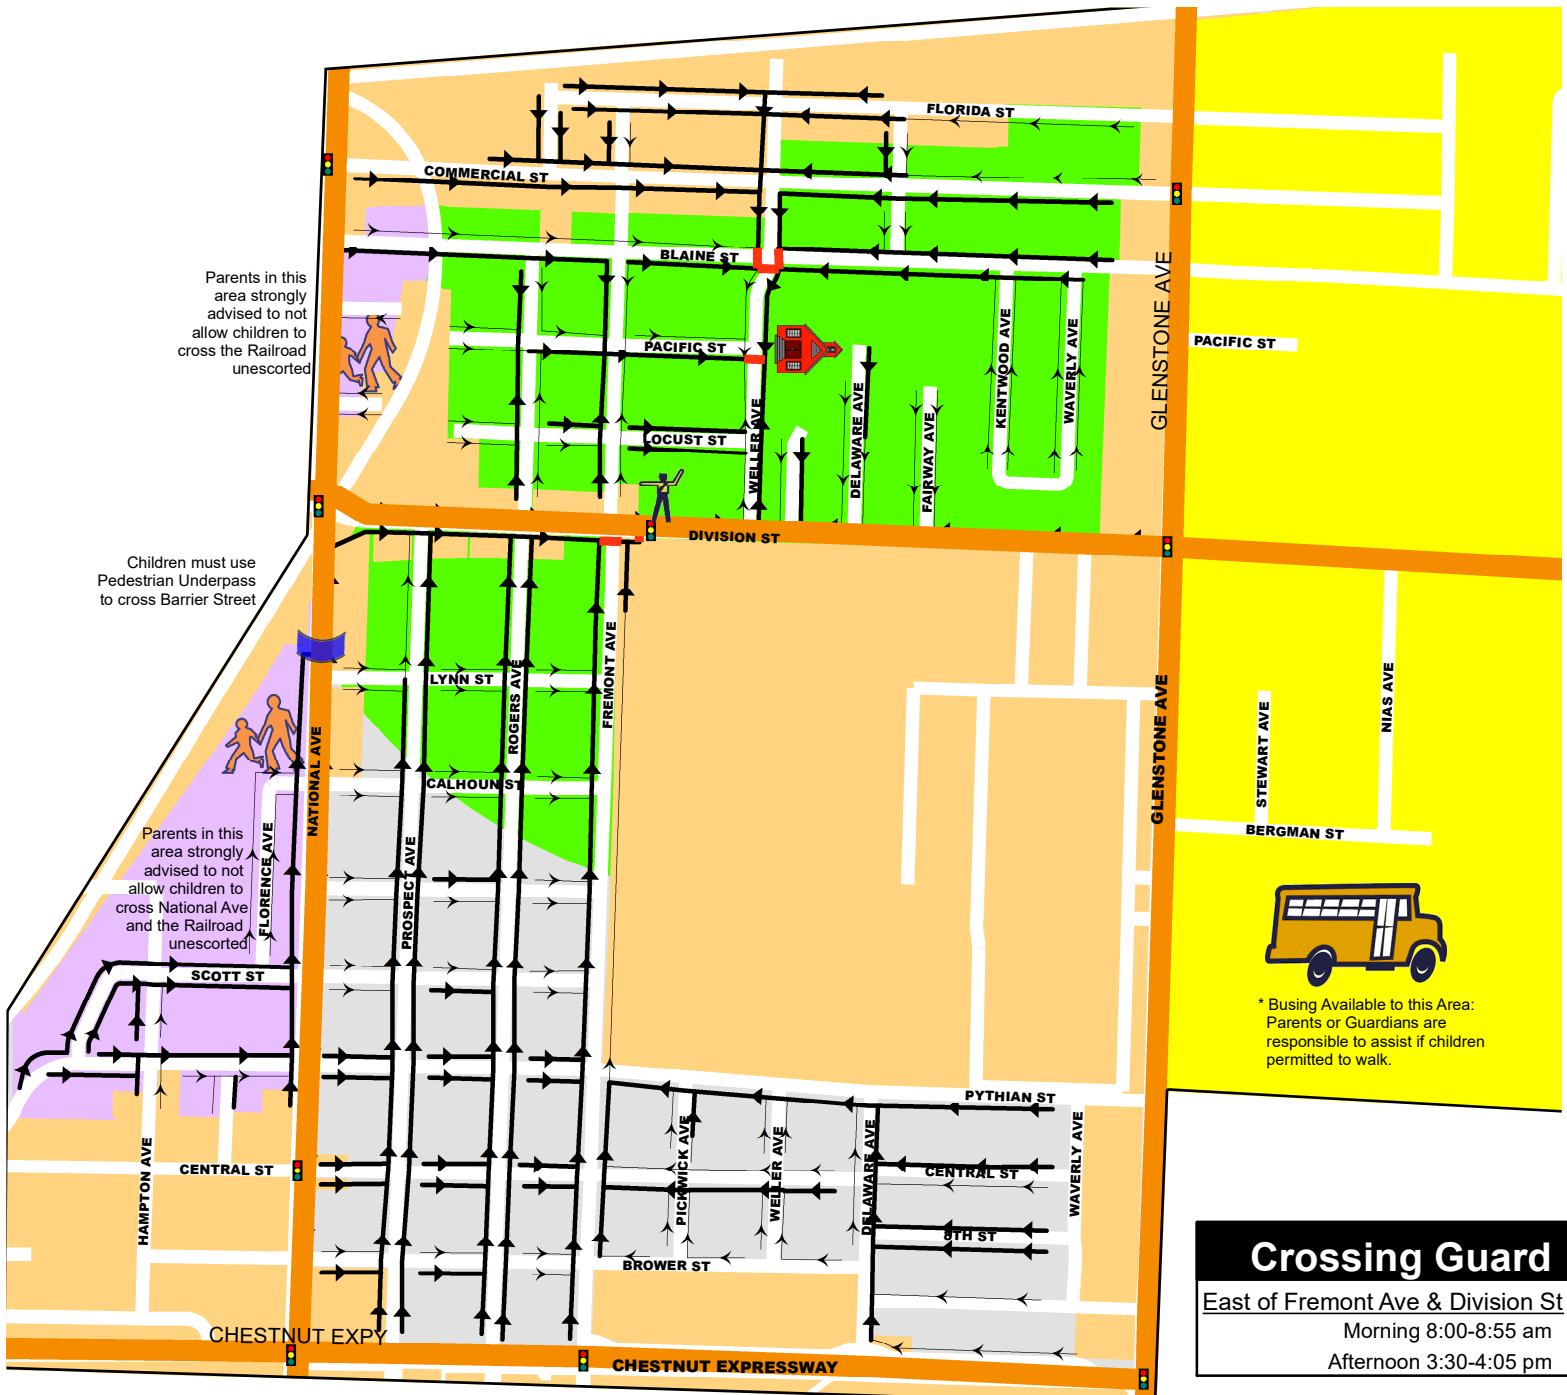 FLORIDA ST
COMMERCIAL ST
BLAINE ST
GLENSTONE AVE
Parents in this
area strongly
advised to not
allow children to
cross the Railroad
unescorted
PACIFIC ST
PACIFIC ST
KENTWOOD AVE
WAVERLY AVE
DELAWARE AVE
WELLER AVE
FAIRWAY AVE
LOCUST ST
DIVISION ST
Children must use
Pedestrian Underpass
to cross Barrier Street
LYNN ST
ROGERS AVE
FREMONT AVE
NIAS AVE
STEWART AVE
GLENSTONE AVE
NATIONAL AVE
CALHOUN ST
BERGMAN ST
Parents in this
area strongly
advised to not
allow children to
cross National Ave
and the Railroad
unescorted
FLORENCE AVE
PROSPECT AVE
SCOTT ST
* Busing Available to this Area:
Parents or Guardians are
responsible to assist if children
permitted to walk.
PYTHIAN ST
HAMPTON AVE
CENTRAL ST
PICKWICK AVE
WELLER AVE
DELAWARE AVE
CENTRAL ST
WAVERLY AVE
8TH ST
BROWER ST
CHESTNUT EXPY
CHESTNUT EXPRESSWAY
Crossing Guard
East of Fremont Ave & Division St
Morning 8:00-8:55 am
Afternoon 3:30-4:05 pm